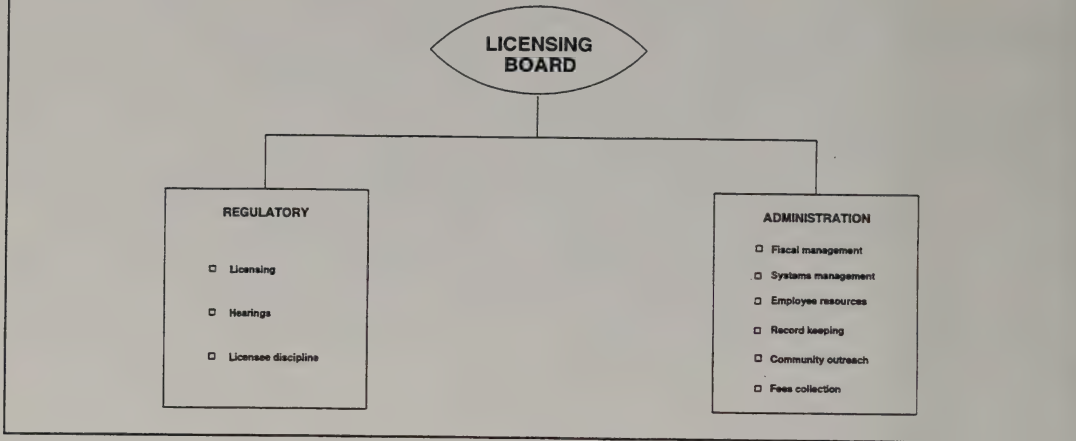 LICENSING
BOARD
REGULATORY
Licensing
Hearings
Licensee discipline
ADMINISTRATION
Fiscal management
Systems management
Employee resources
Record keeping
Community outreach
Fees collection